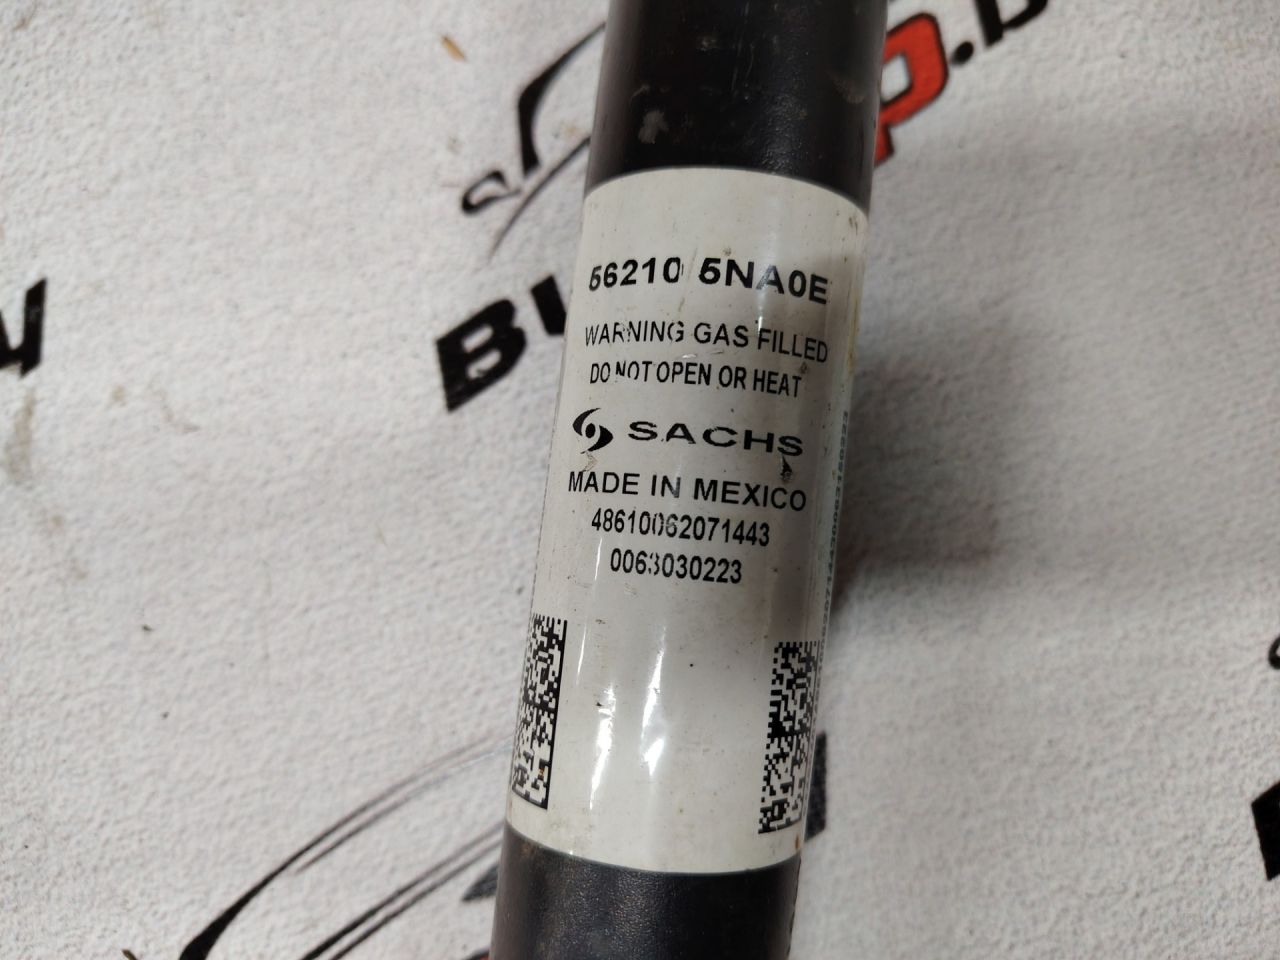 56210 5NA0E
WARNING GAS FILLED
DO NOT OPEN OR HEAT
SACHS
MADE IN MEXICO
48610062071443
0063030223